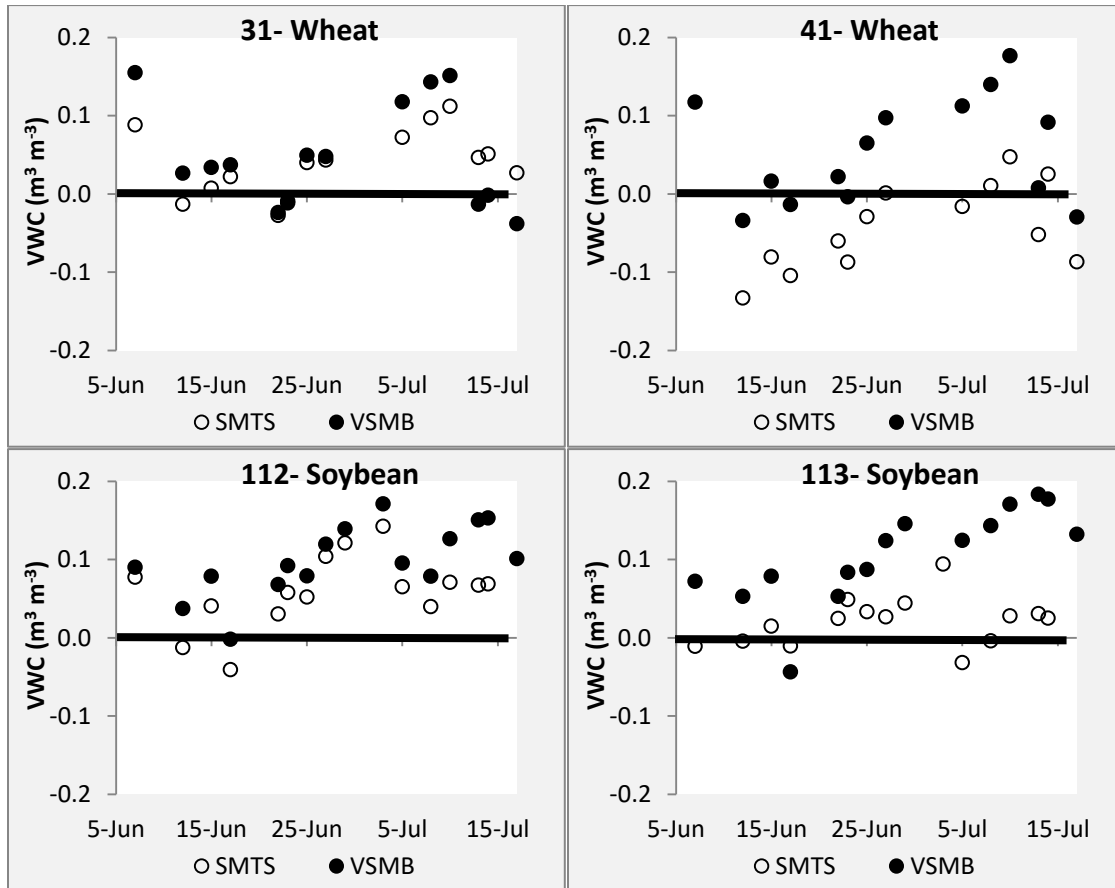 31- Wheat
VWC (m³ m⁻³)
0.2
0.1
0.0
-0.1
-0.2
5-Jun 15-Jun 25-Jun 5-Jul 15-Jul
SMTS VSMB
41- Wheat
VWC (m³ m⁻³)
0.2
0.1
0.0
-0.1
-0.2
5-Jun 15-Jun 25-Jun 5-Jul 15-Jul
SMTS VSMB
112- Soybean
VWC (m³ m⁻³)
0.2
0.1
0.0
-0.1
-0.2
5-Jun 15-Jun 25-Jun 5-Jul 15-Jul
SMTS VSMB
113- Soybean
VWC (m³ m⁻³)
0.2
0.1
0.0
-0.1
-0.2
5-Jun 15-Jun 25-Jun 5-Jul 15-Jul
SMTS VSMB